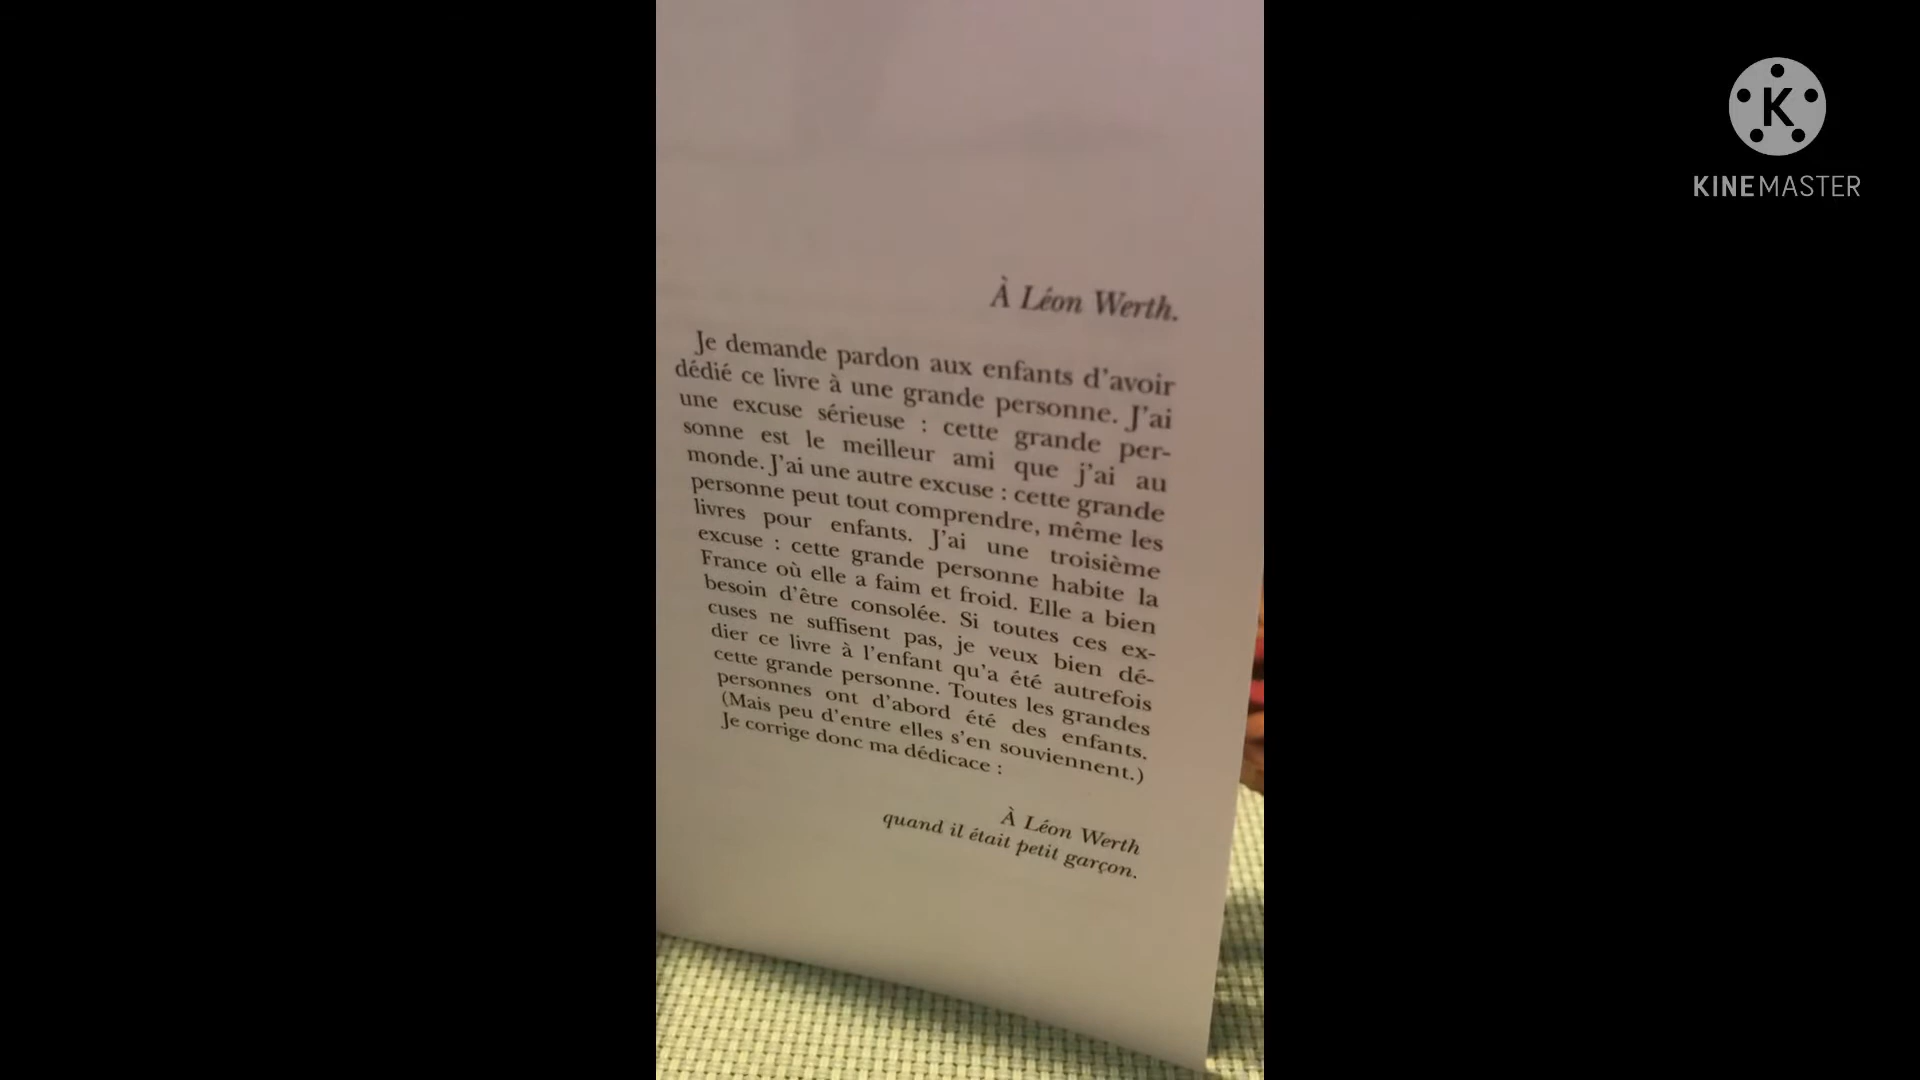 À Léon Werth.
Je demande pardon aux enfants d'avoir
dédié ce livre à une grande personne. J'ai
une excuse sérieuse : cette grande per-
sonne est le meilleur ami que j'ai au
monde. J'ai une autre excuse : cette grande
personne peut tout comprendre, même les
livres pour enfants. J'ai une troisième
excuse : cette grande personne habite la
France où elle a faim et froid. Elle a bien
besoin d'être consolée. Si toutes ces ex-
cuses ne suffisent pas, je veux bien dé-
dier ce livre à l'enfant qu'a été autrefois
cette grande personne. Toutes les grandes
personnes ont d'abord été des enfants.
(Mais peu d'entre elles s'en souviennent.)
Je corrige donc ma dédicace :
À Léon Werth
quand il était petit garçon.
K
KINEMASTER